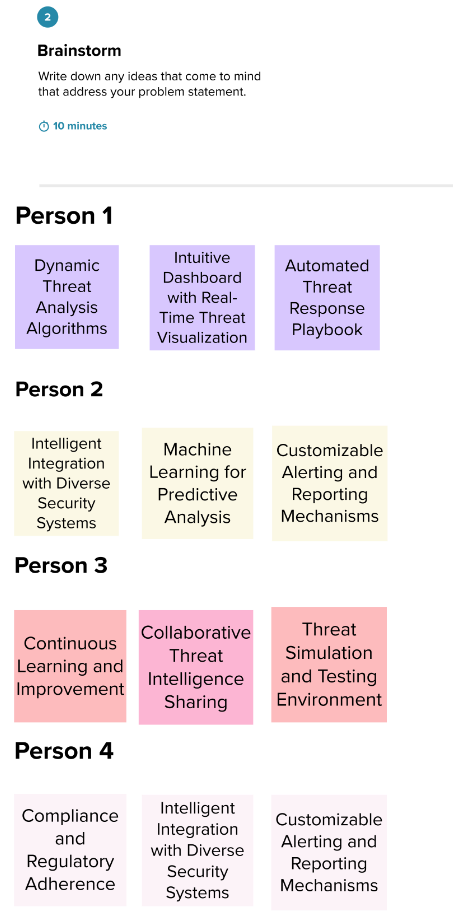 2
Brainstorm
Write down any ideas that come to mind
that address your problem statement.
10 minutes
Person 1
Dynamic
Threat
Analysis
Algorithms
Intuitive
Dashboard
with Real-
Time Threat
Visualization
Automated
Threat
Response
Playbook
Person 2
Intelligent
Integration
with Diverse
Security
Systems
Machine
Learning for
Predictive
Analysis
Customizable
Alerting and
Reporting
Mechanisms
Person 3
Continuous
Learning and
Improvement
Collaborative
Threat
Intelligence
Sharing
Threat
Simulation
and Testing
Environment
Person 4
Compliance
and
Regulatory
Adherence
Intelligent
Integration
with Diverse
Security
Systems
Customizable
Alerting and
Reporting
Mechanisms